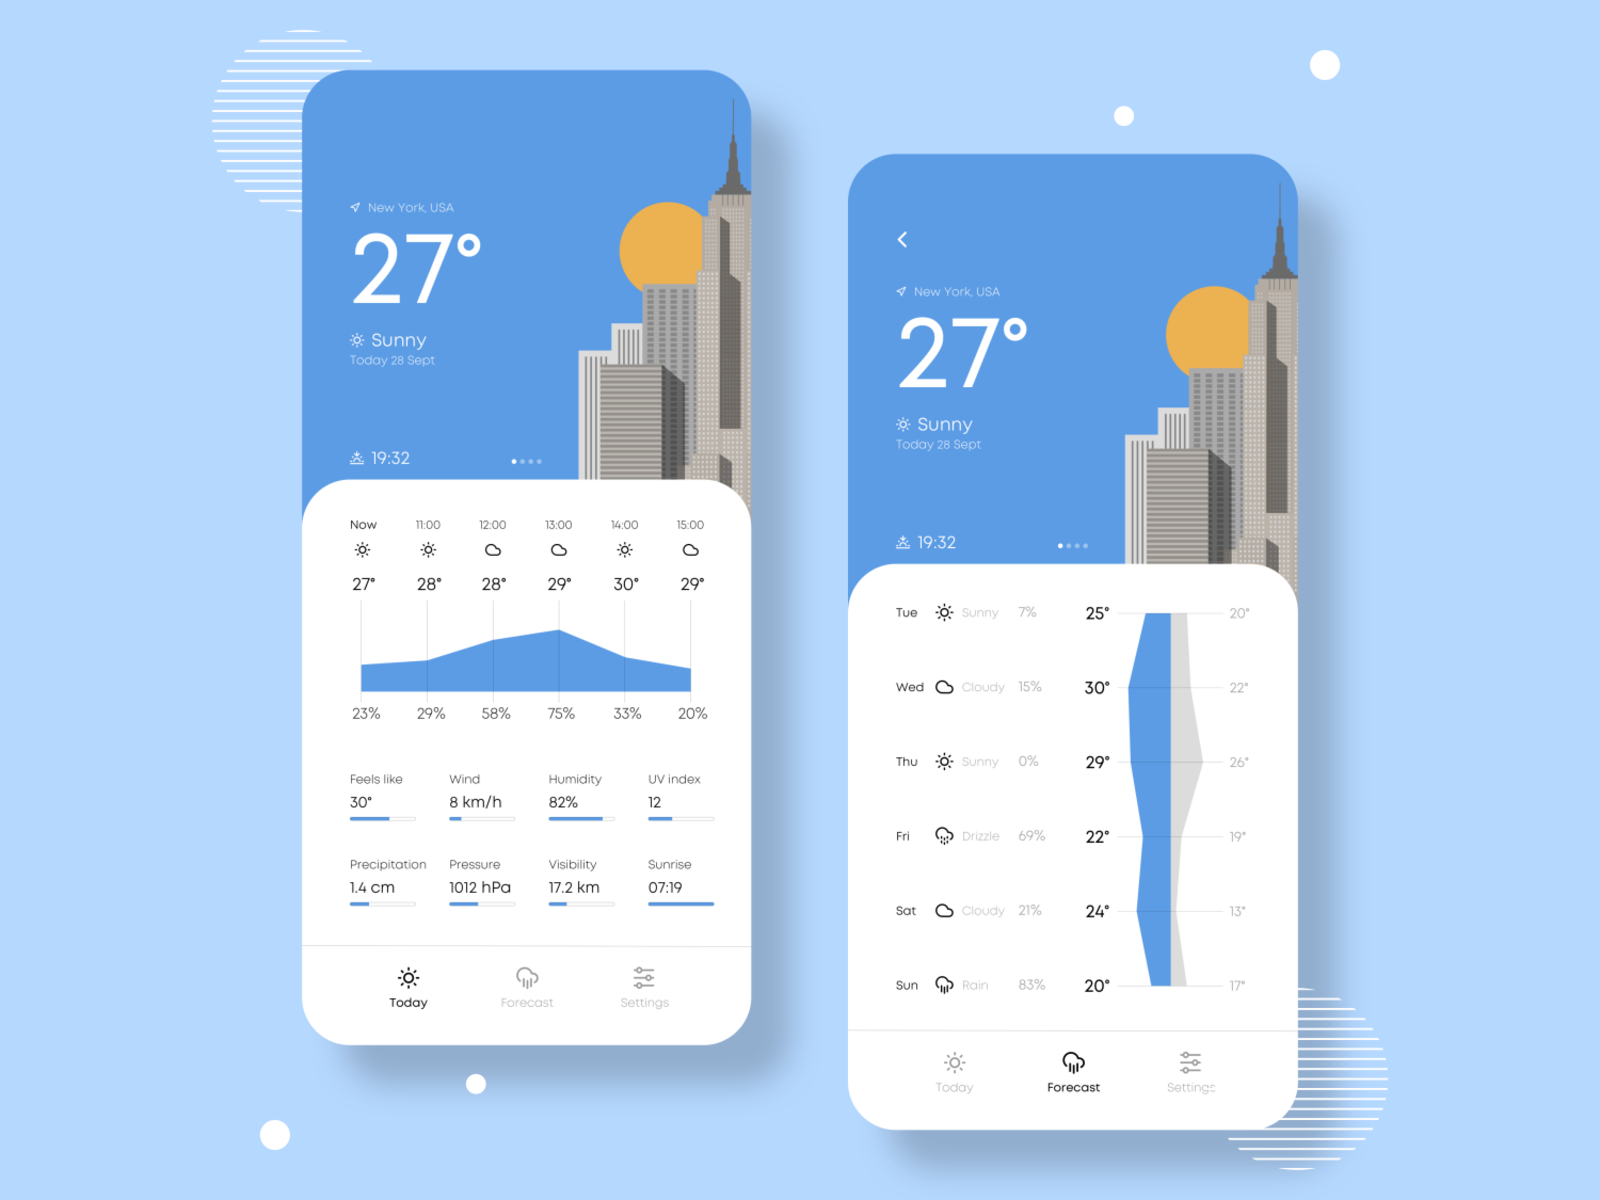 New York, USA
27°
Sunny
Today 28 Sept
19:32
Now 11:00 12:00 13:00 14:00 15:00
27° 28° 28° 29° 30° 29°
23% 29% 58% 75% 33% 20%
Feels like Wind Humidity UV index
30° 8 km/h 82% 12
Precipitation Pressure Visibility Sunrise
1.4 cm 1012 hPa 17.2 km 07:19
Today Forecast Settings
New York, USA
27°
Sunny
Today 28 Sept
19:32
Tue Sunny 7% 25° 20°
Wed Cloudy 15% 30° 22°
Thu Sunny 0% 29° 26°
Fri Drizzle 69% 22° 19°
Sat Cloudy 21% 24° 13°
Sun Rain 83% 20° 17°
Today Forecast Settings